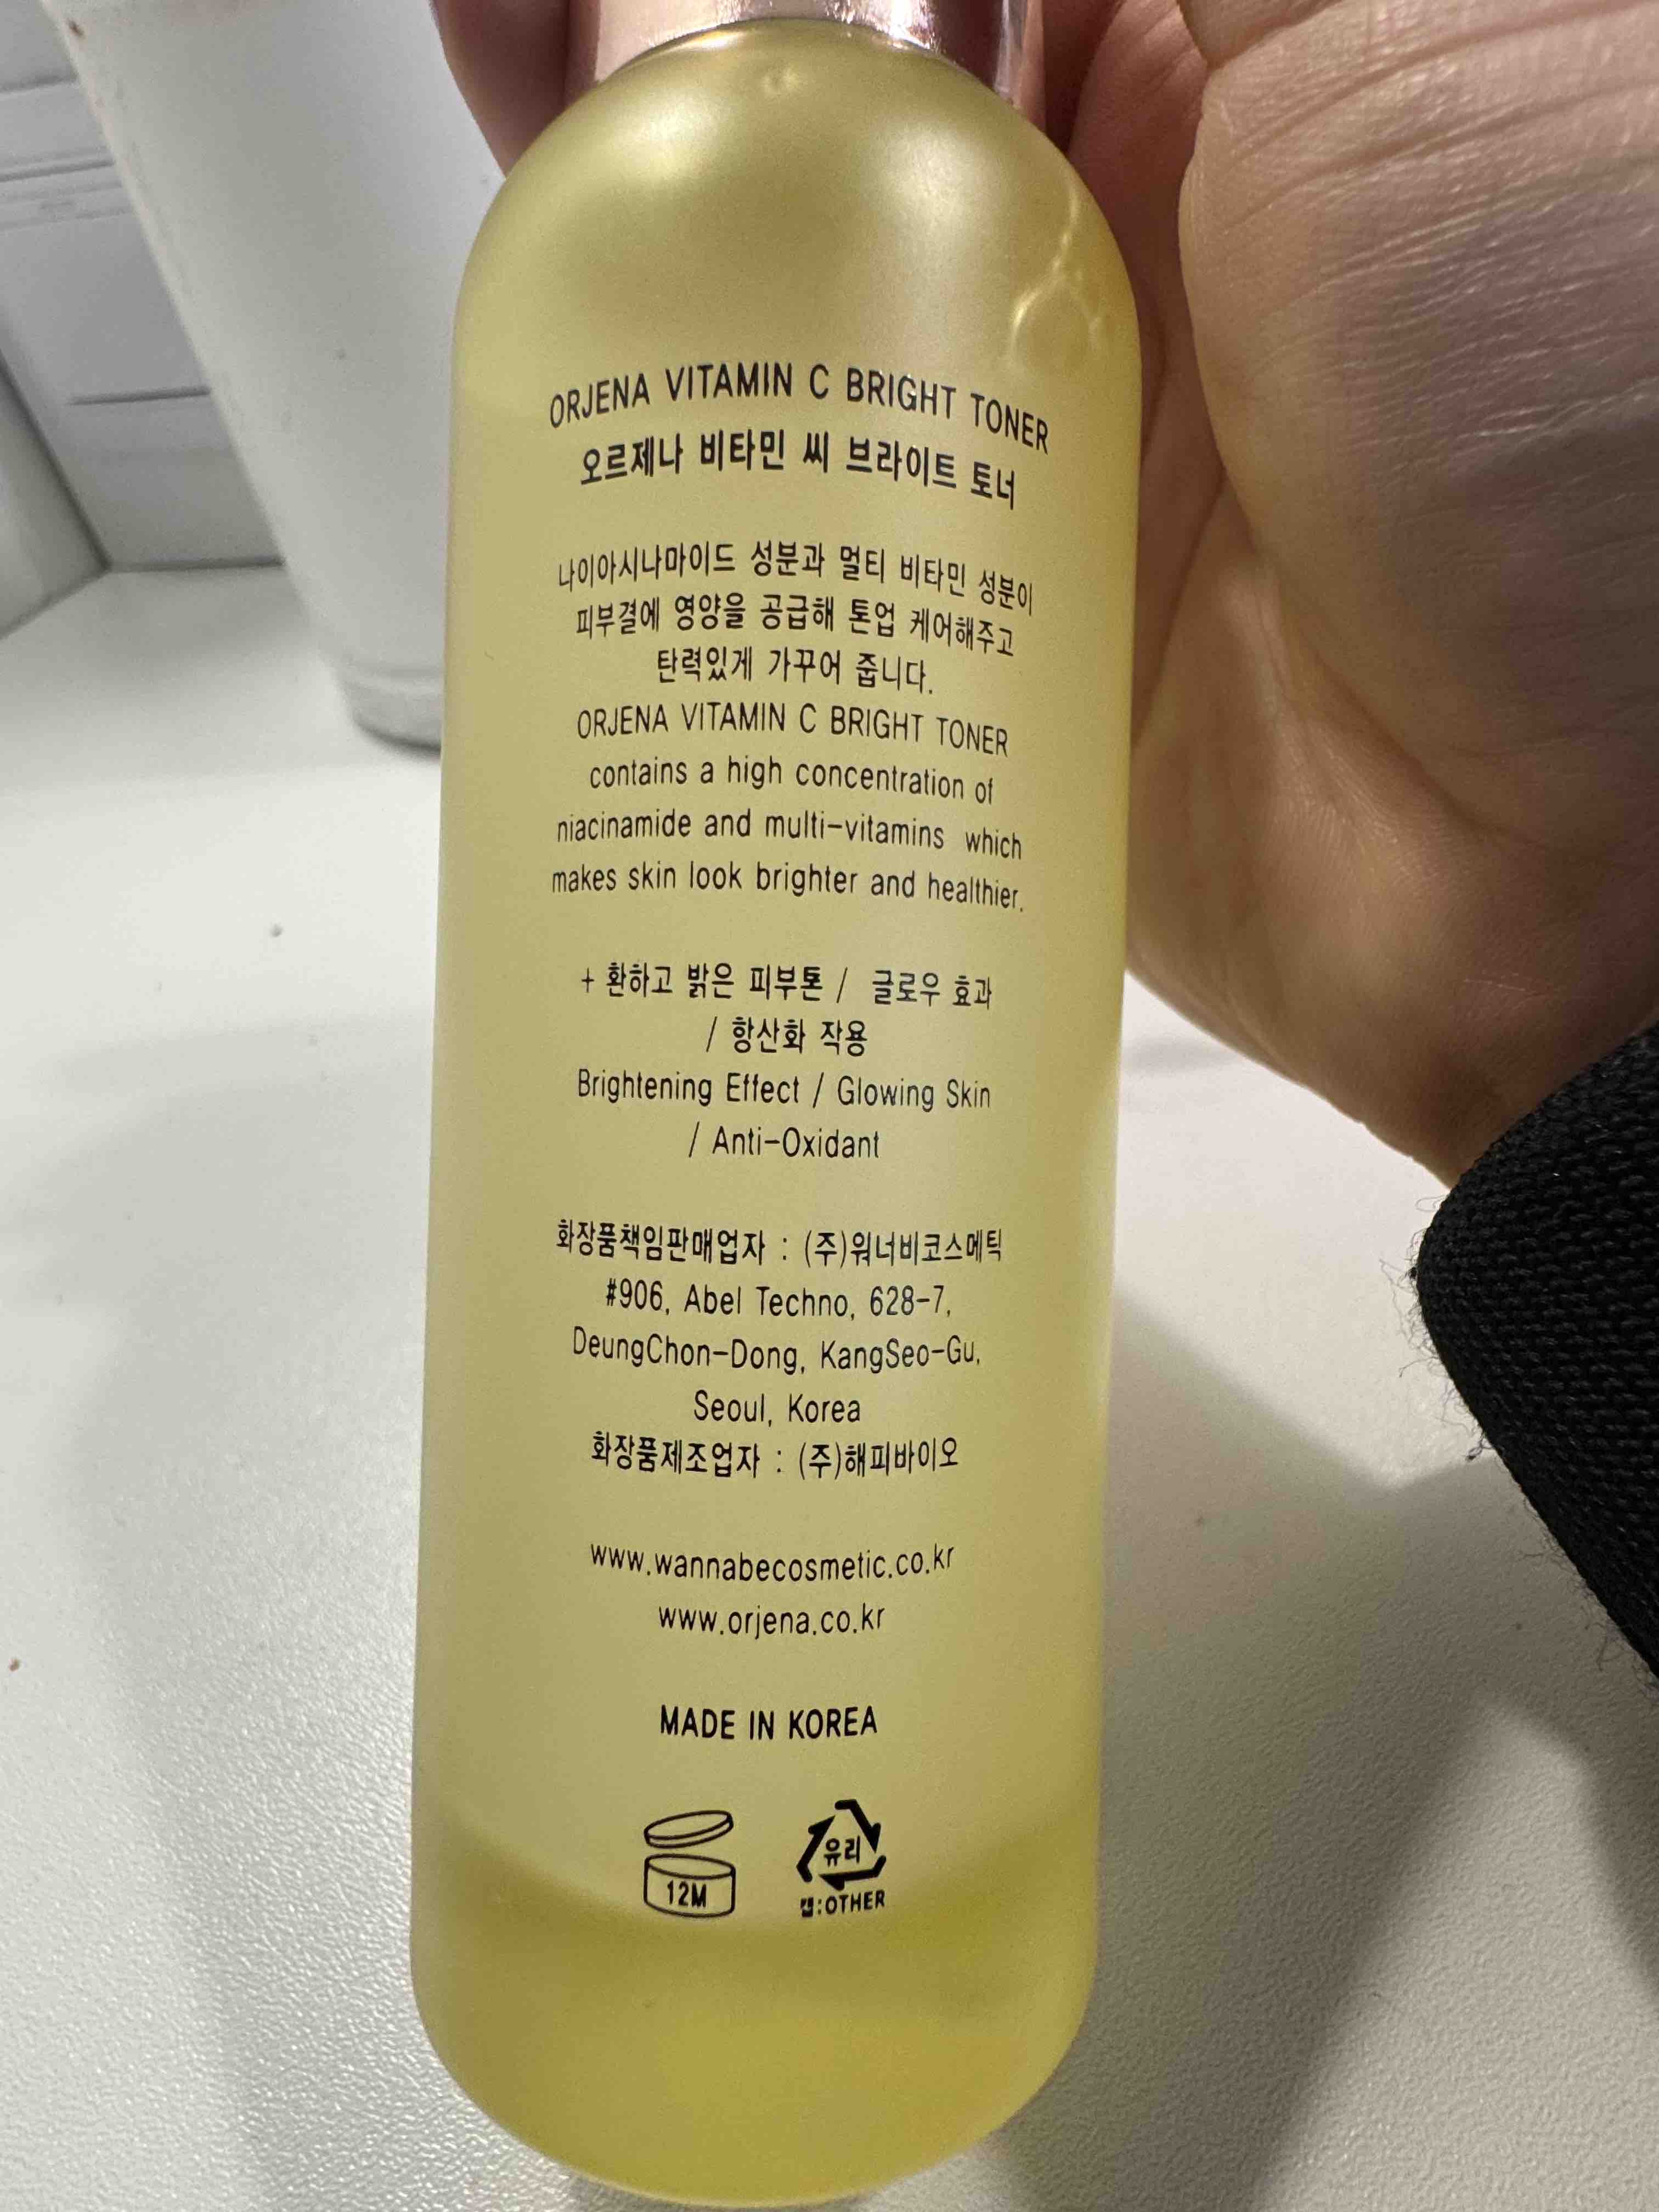 ORJENA VITAMIN C BRIGHT TONER
오르제나 비타민 씨 브라이트 토너
나이아시나마이드 성분과 멀티 비타민 성분이
피부결에 영양을 공급해 톤업 케어해주고
탄력있게 가꾸어 줍니다.
ORJENA VITAMIN C BRIGHT TONER
contains a high concentration of
niacinamide and multi-vitamins which
makes skin look brighter and healthier.
+ 환하고 밝은 피부톤 / 글로우 효과
/ 항산화 작용
Brightening Effect / Glowing Skin
/ Anti-Oxidant
화장품책임판매업자 : (주)워너비코스메틱
#906, Abel Techno, 628-7,
DeungChon-Dong, KangSeo-Gu,
Seoul, Korea
화장품제조업자 : (주)해피바이오
www.wannabecosmetic.co.kr
www.orjena.co.kr
MADE IN KOREA
12M
유리
캡:OTHER